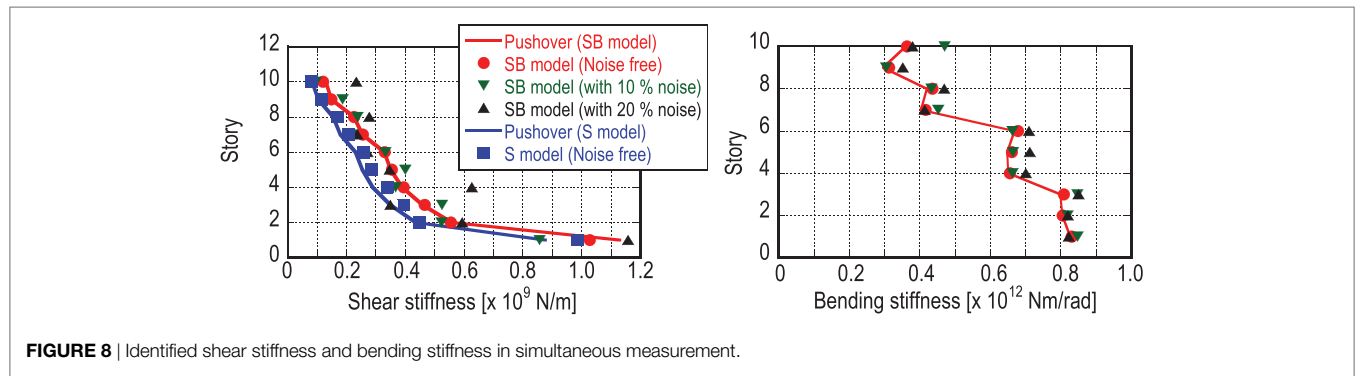 12
10
8
6
4
2
0
Story
0
0.2
0.4
0.6
0.8
1.0
1.2
Shear stiffness [x 10⁹ N/m]
Pushover (SB model)
SB model (Noise free)
SB model (with 10 % noise)
SB model (with 20 % noise)
Pushover (S model)
S model (Noise free)
10
8
6
4
2
0
Story
0
0.2
0.4
0.6
0.8
1.0
Bending stiffness [x 10¹² Nm/rad]
FIGURE 8 | Identified shear stiffness and bending stiffness in simultaneous measurement.